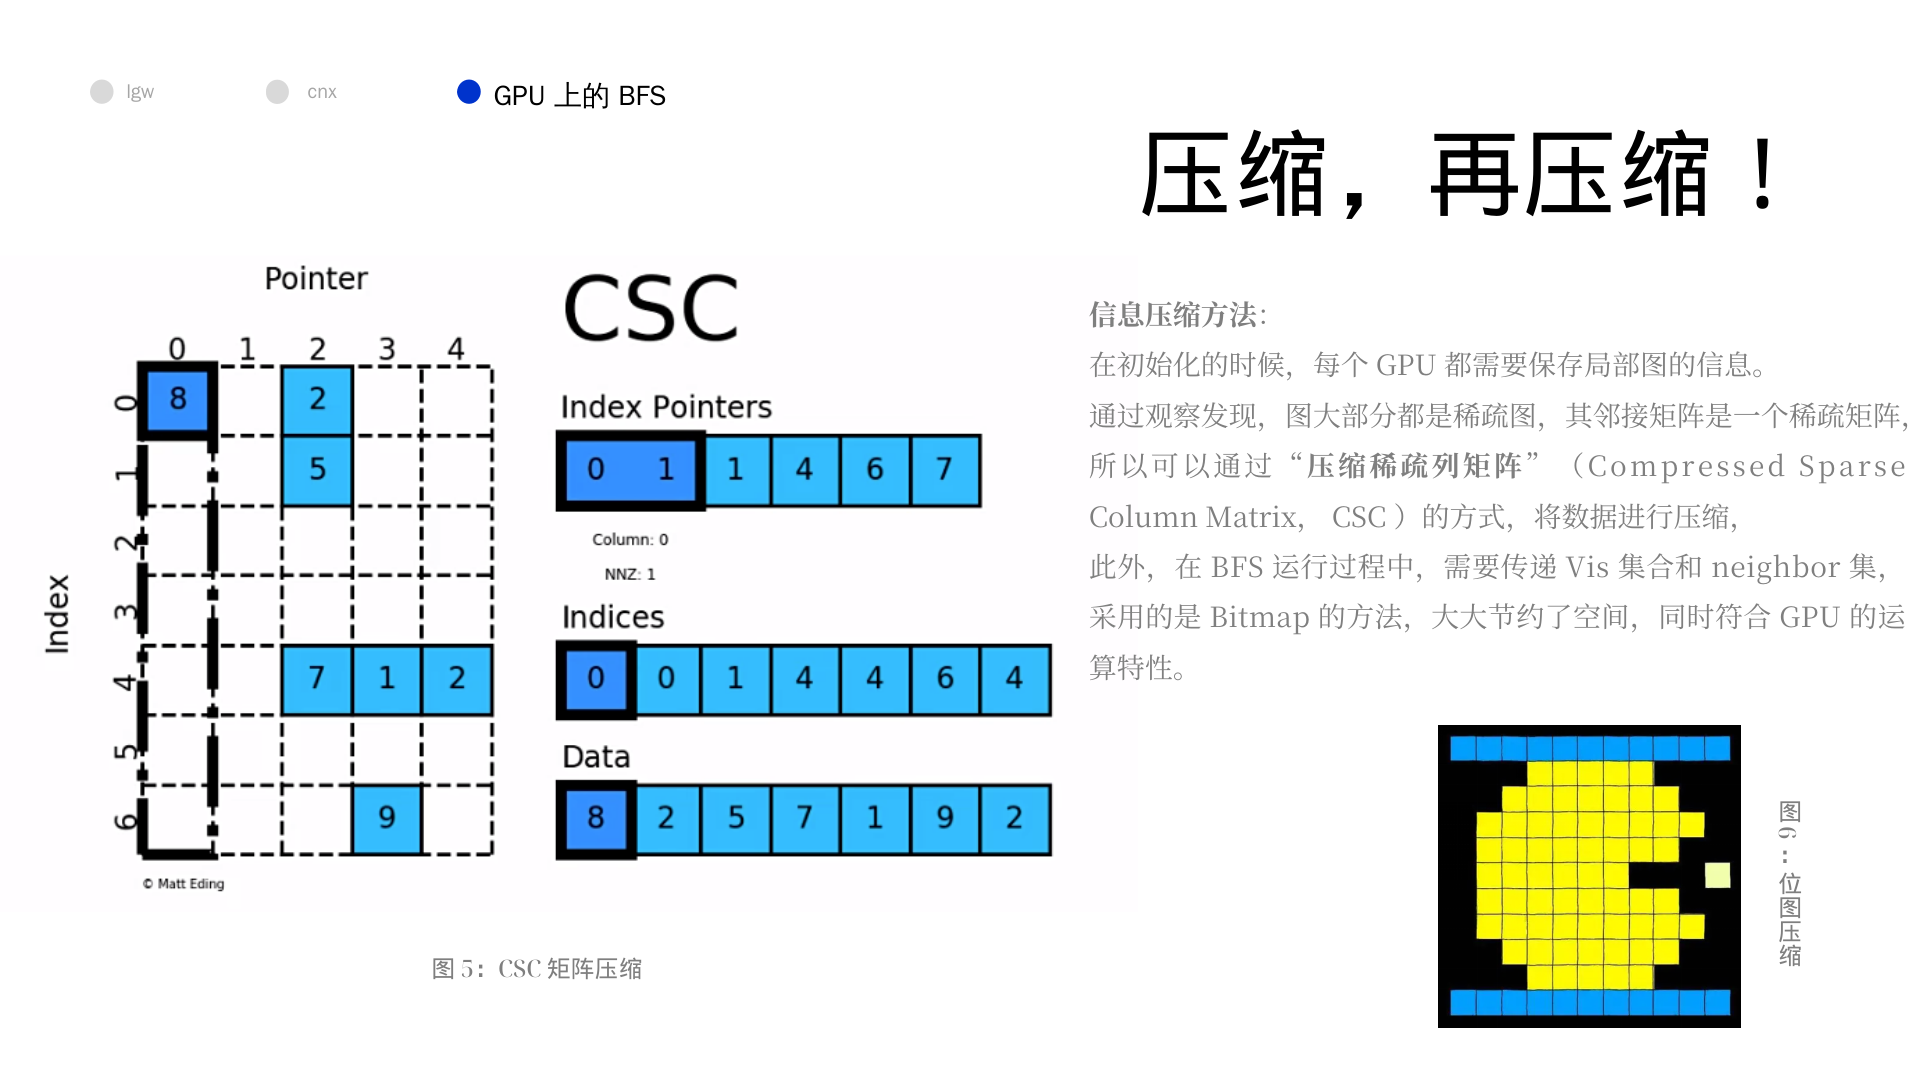 lgw
cnx
GPU 上的 BFS
压缩，再压缩！
Pointer
0 1 2 3 4
Index
0
1
2
3
4
5
6
8 2
5
7 1 2
9
© Matt Eding
CSC
Index Pointers
0 1 1 4 6 7
Column: 0
NNZ: 1
Indices
0 0 1 4 4 6 4
Data
8 2 5 7 1 9 2
图 5：CSC 矩阵压缩
信息压缩方法：
在初始化的时候，每个 GPU 都需要保存局部图的信息。
通过观察发现，图大部分都是稀疏图，其邻接矩阵是一个稀疏矩阵，
所以可以通过“压缩稀疏列矩阵”（Compressed Sparse
Column Matrix， CSC ）的方式，将数据进行压缩，
此外，在 BFS 运行过程中，需要传递 Vis 集合和 neighbor 集，
采用的是 Bitmap 的方法，大大节约了空间，同时符合 GPU 的运
算特性。
图6：位图压缩